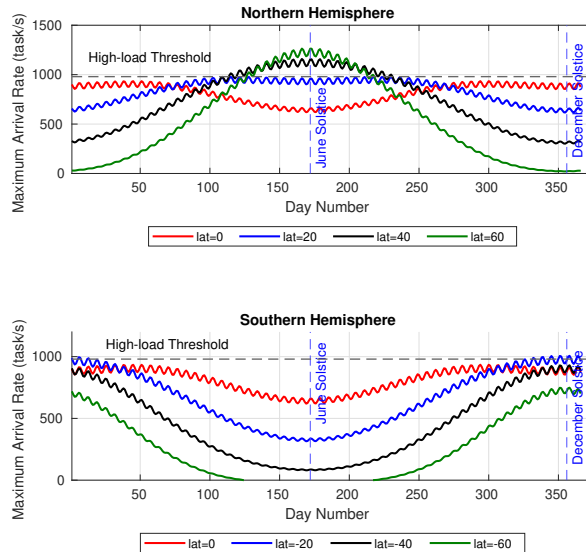 Northern Hemisphere
Maximum Arrival Rate (task/s)
1500
1000
500
0
High-load Threshold
June Solstice
December Solstice
50 100 150 200 250 300 350
Day Number
lat=0 lat=20 lat=40 lat=60
Southern Hemisphere
Maximum Arrival Rate (task/s)
1000
500
0
High-load Threshold
June Solstice
December Solstice
50 100 150 200 250 300 350
Day Number
lat=0 lat=-20 lat=-40 lat=-60